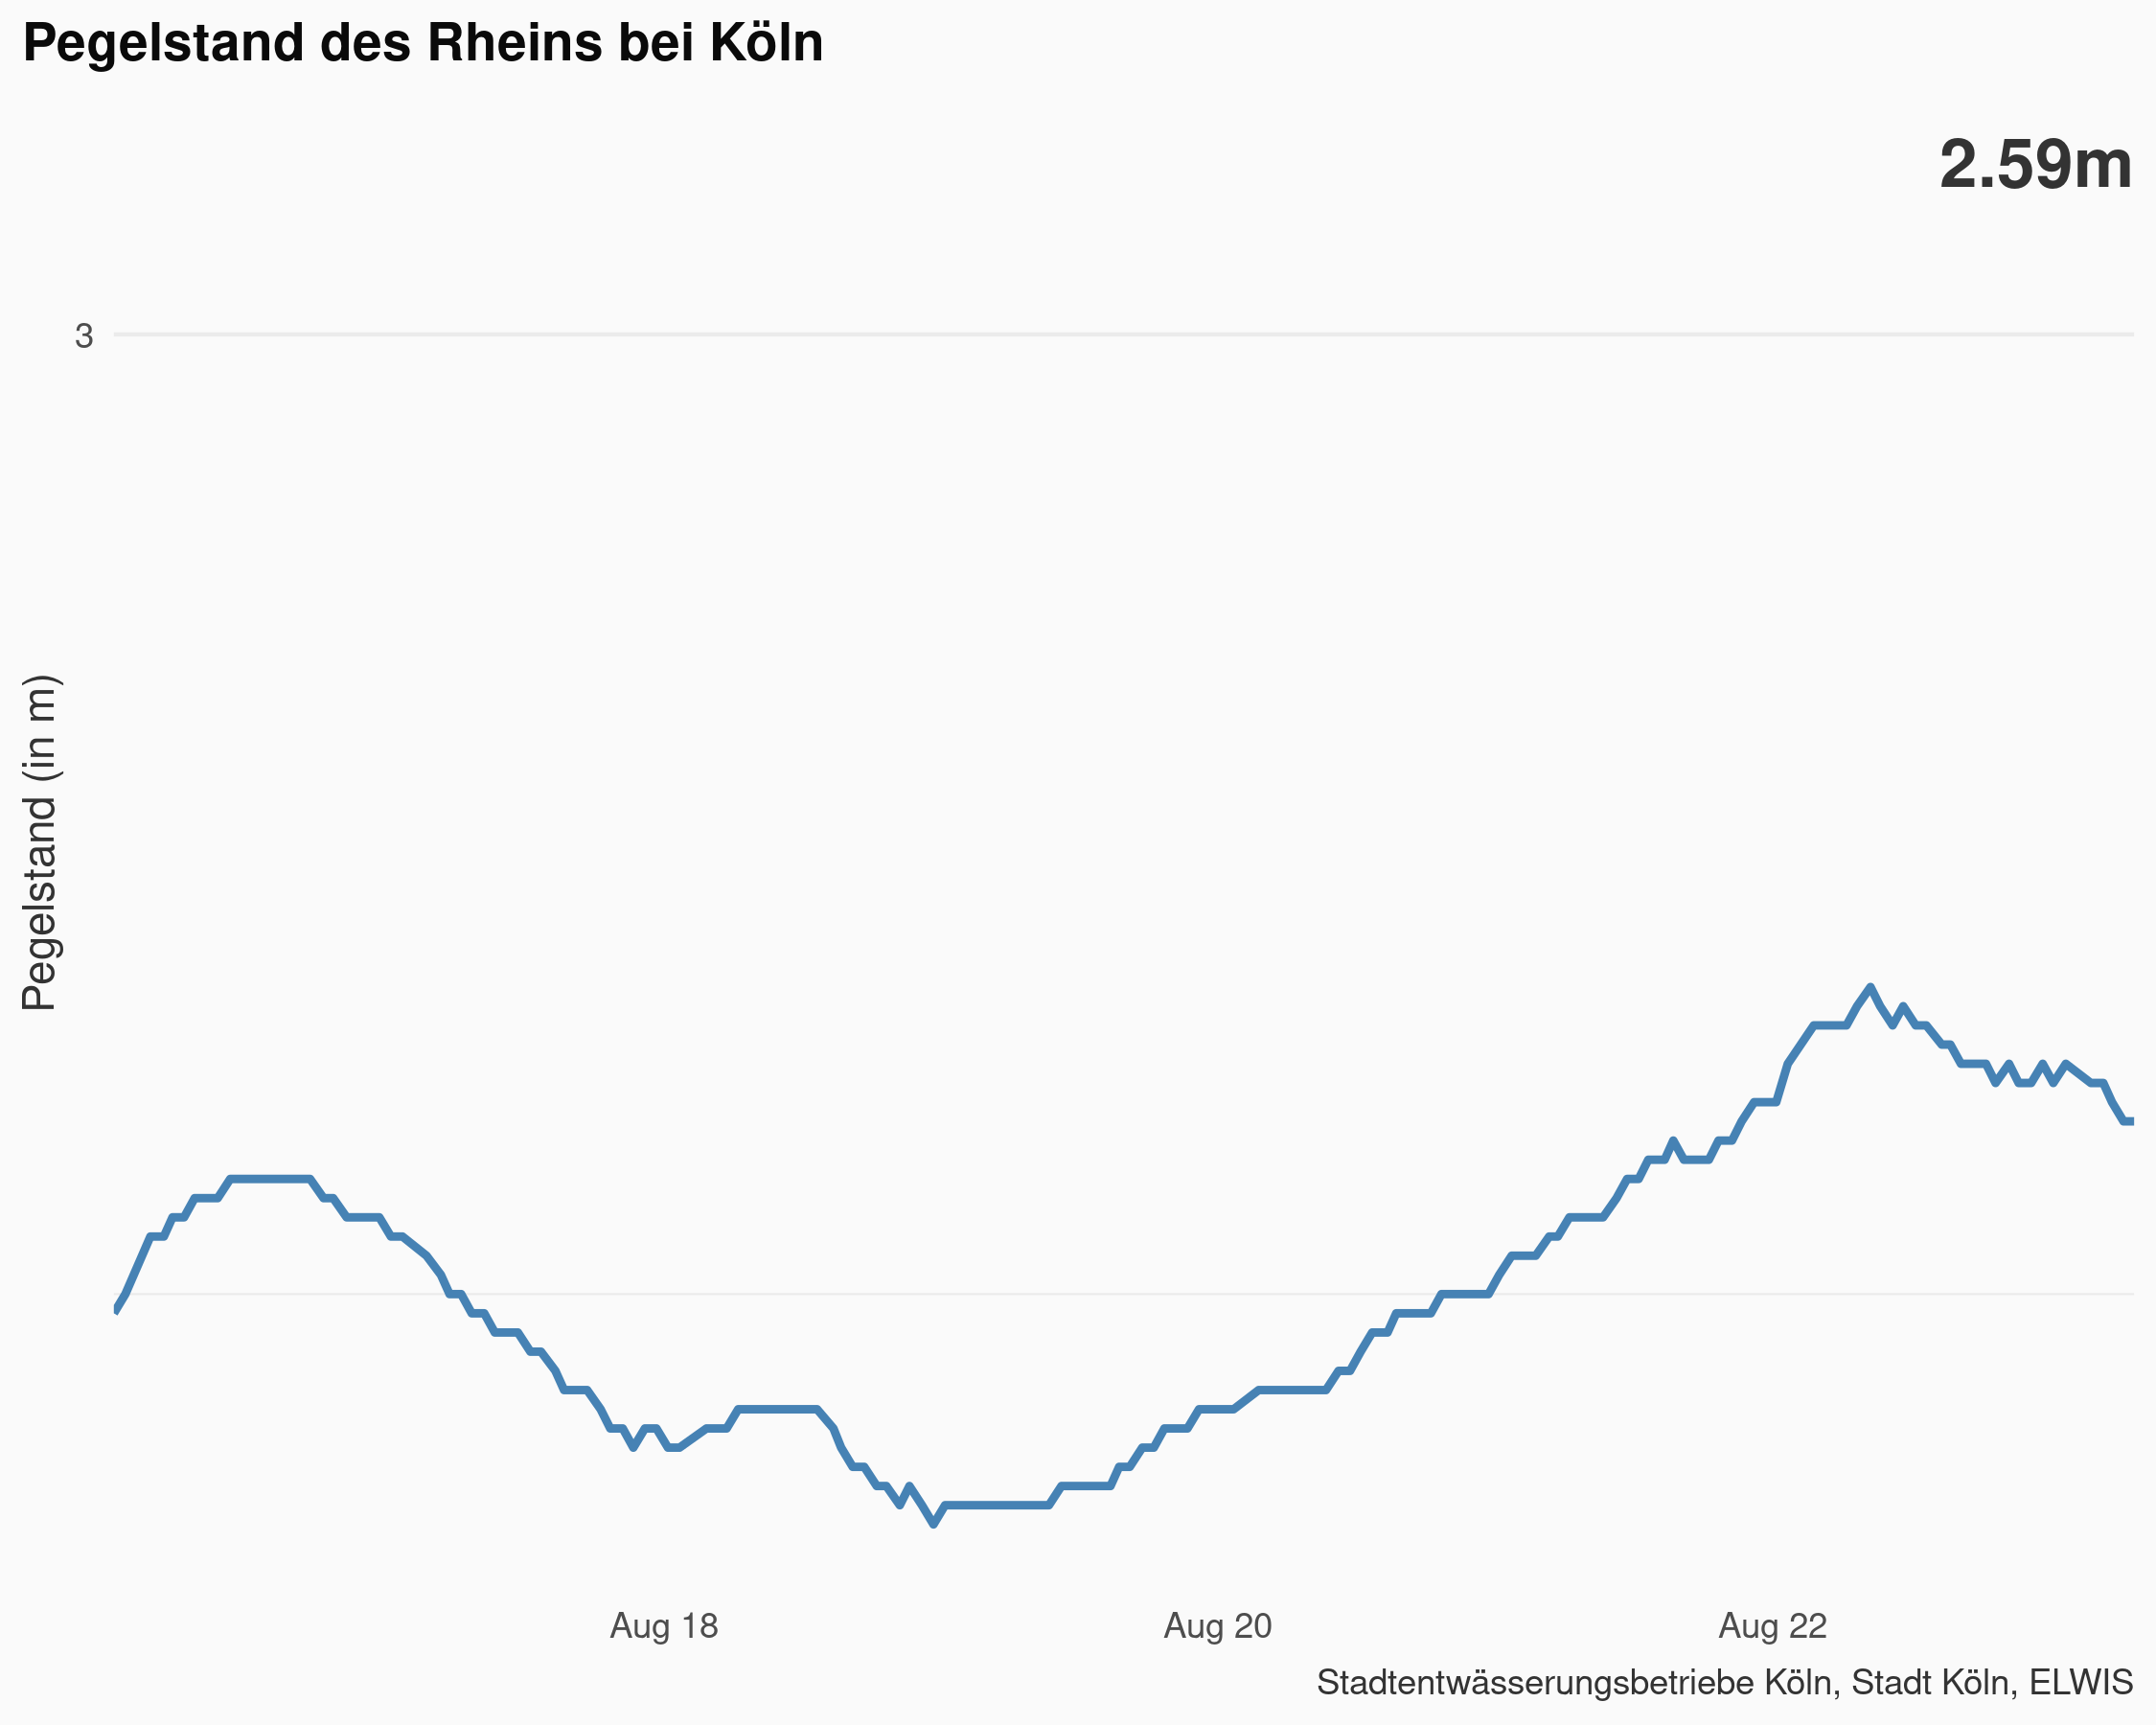 Pegelstand des Rheins bei Köln
2.59m
3
Pegelstand (in m)
Aug 18
Aug 20
Aug 22
Stadtentwässerungsbetriebe Köln, Stadt Köln, ELWIS